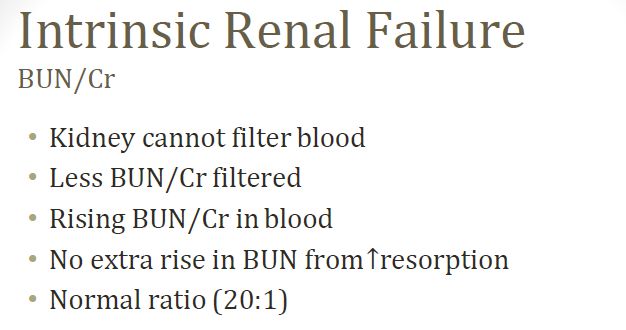 Intrinsic Renal Failure
BUN/Cr
• Kidney cannot filter blood
• Less BUN/Cr filtered
• Rising BUN/Cr in blood
• No extra rise in BUN from↑resorption
• Normal ratio (20:1)